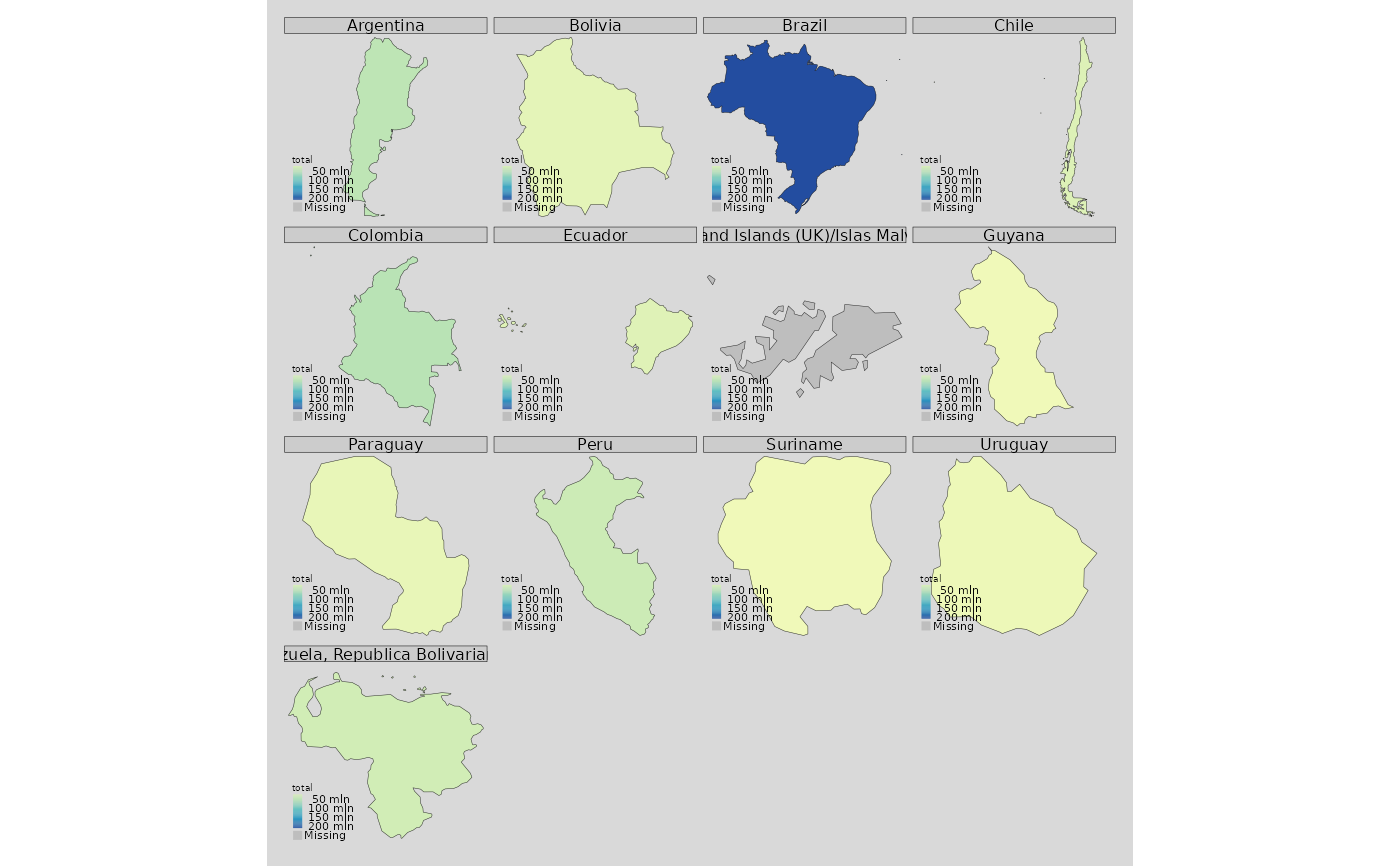 Argentina
total
50 mln
100 mln
150 mln
200 mln
Missing
Bolivia
total
50 mln
100 mln
150 mln
200 mln
Missing
Brazil
total
50 mln
100 mln
150 mln
200 mln
Missing
Chile
total
50 mln
100 mln
150 mln
200 mln
Missing
Colombia
total
50 mln
100 mln
150 mln
200 mln
Missing
Ecuador
total
50 mln
100 mln
150 mln
200 mln
Missing
and Islands (UK)/Islas Mal
total
50 mln
100 mln
150 mln
200 mln
Missing
Guyana
total
50 mln
100 mln
150 mln
200 mln
Missing
Paraguay
total
50 mln
100 mln
150 mln
200 mln
Missing
Peru
total
50 mln
100 mln
150 mln
200 mln
Missing
Suriname
total
50 mln
100 mln
150 mln
200 mln
Missing
Uruguay
total
50 mln
100 mln
150 mln
200 mln
Missing
zuela, Republica Bolivaria
total
50 mln
100 mln
150 mln
200 mln
Missing